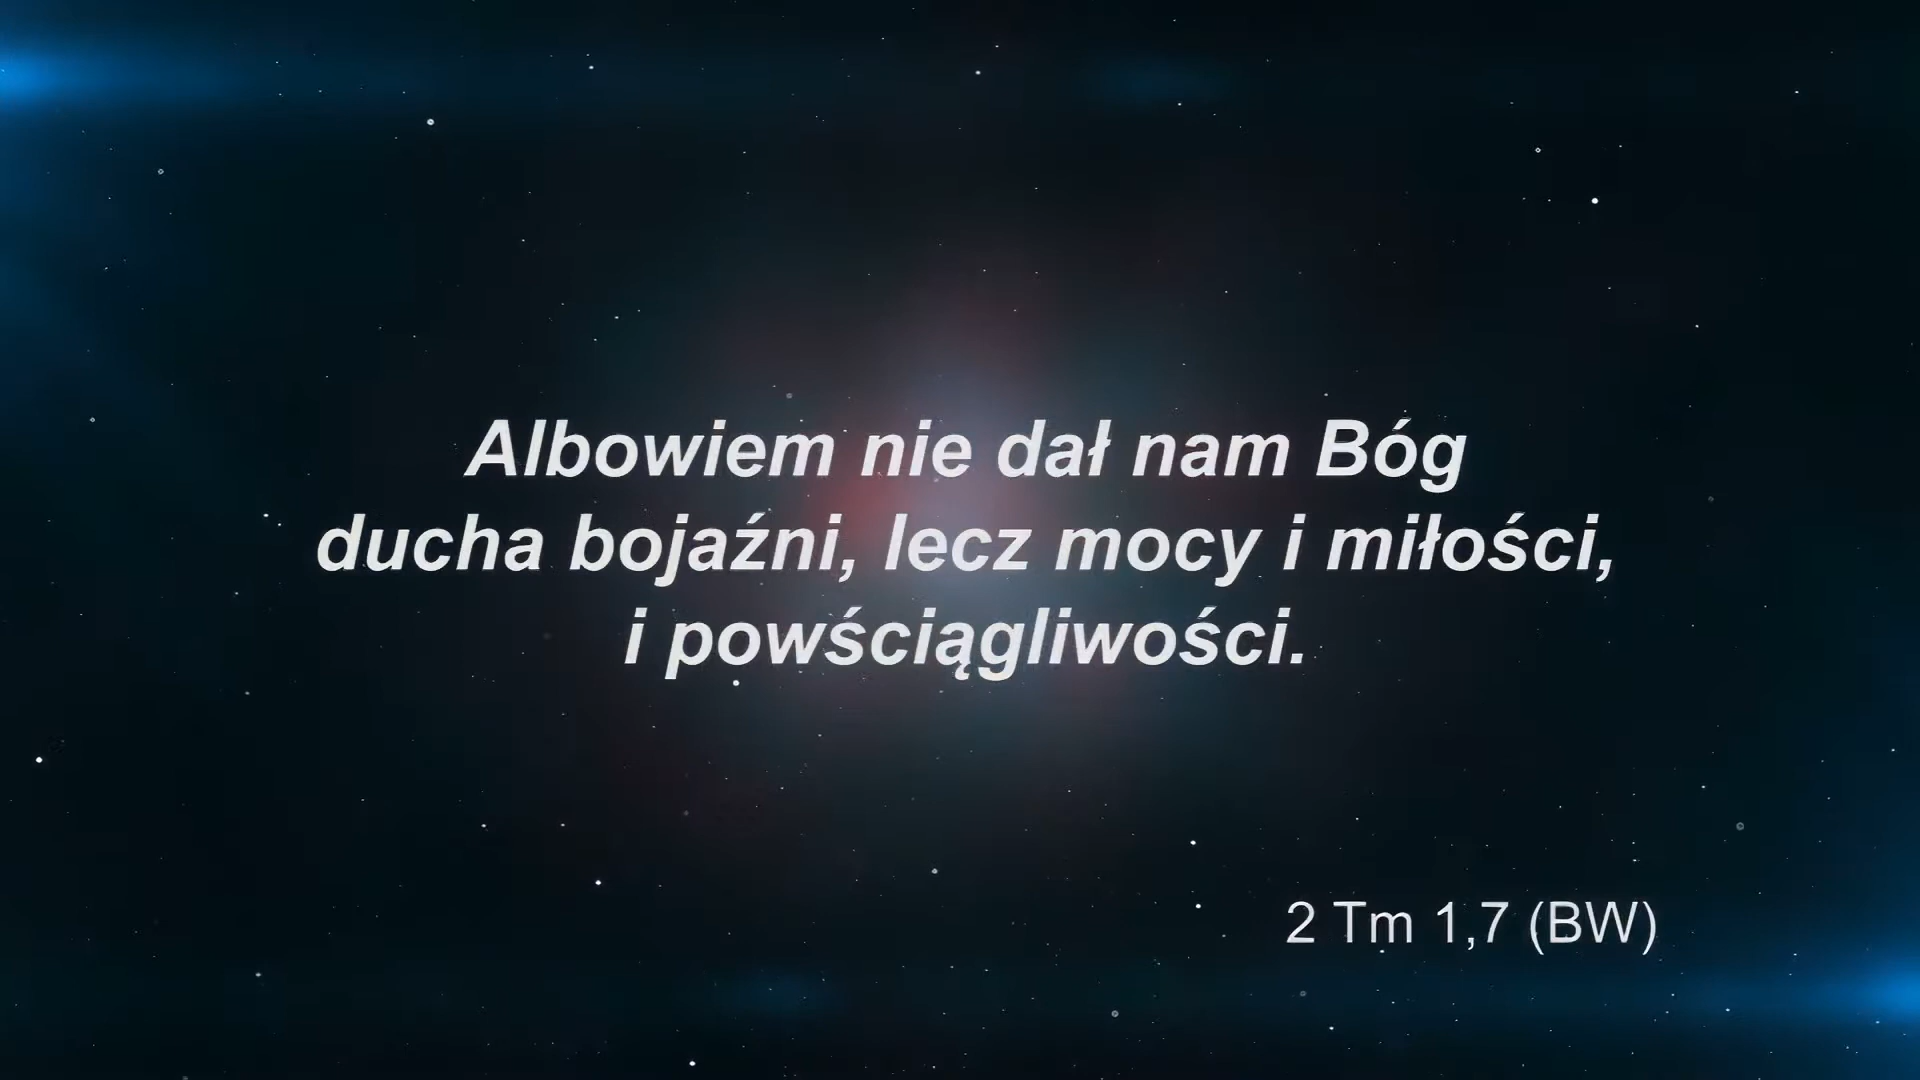 Albowiem nie dał nam Bóg
ducha bojaźni, lecz mocy i miłości,
i powściągliwości.
2 Tm 1,7 (BW)